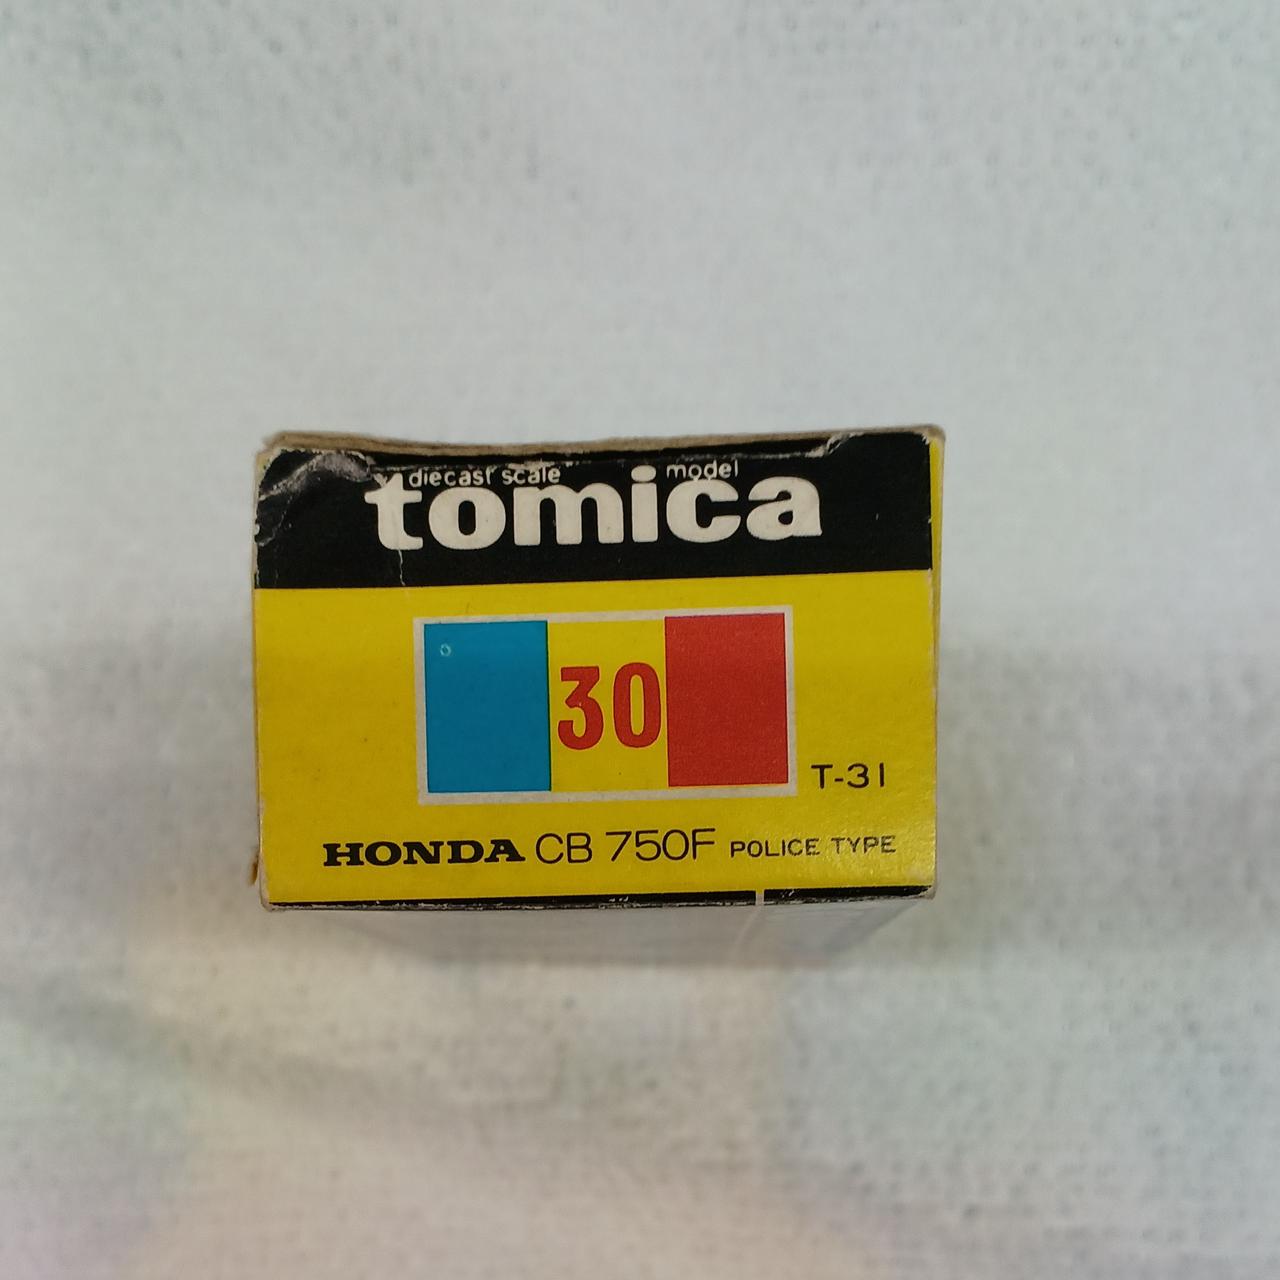 diecast scale model
tomica
30
T-31
HONDA CB 750F POLICE TYPE